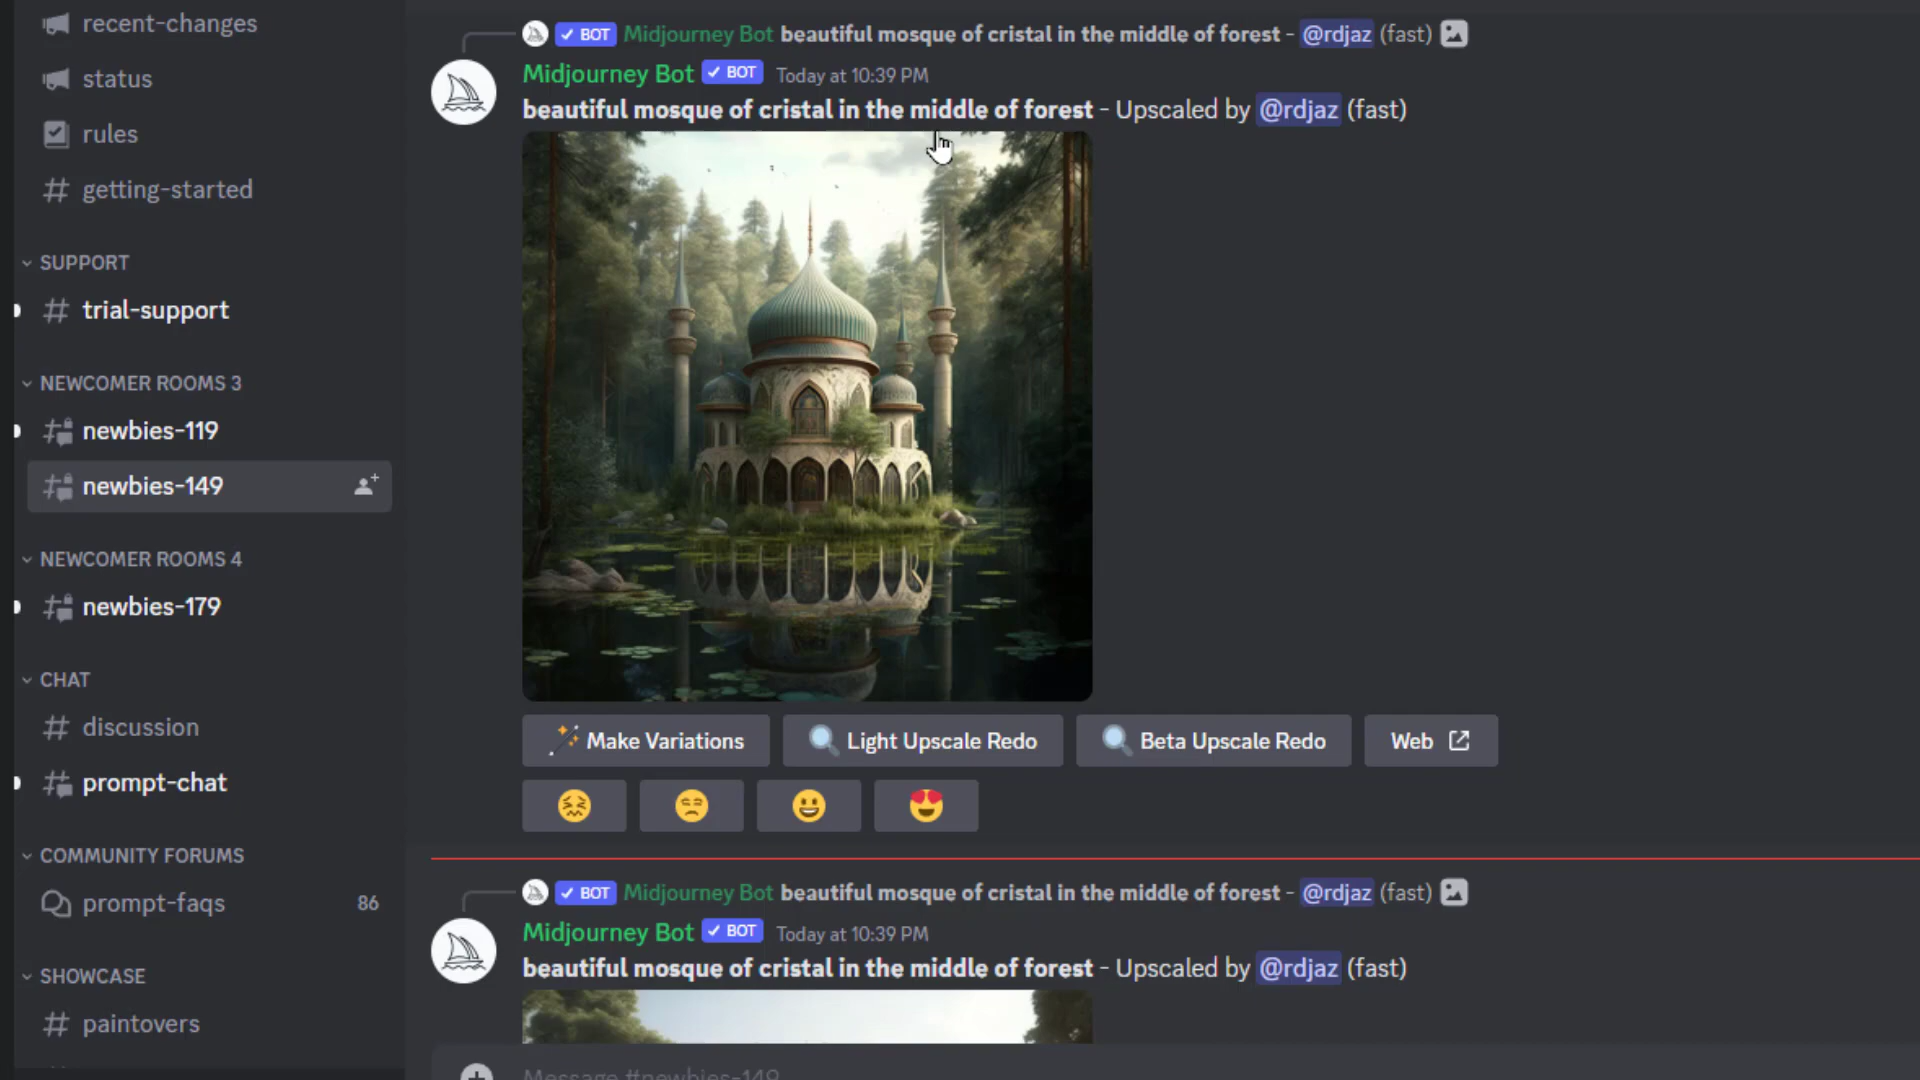 recent-changes
status
rules
getting-started
SUPPORT
trial-support
NEWCOMER ROOMS 3
newbies-119
newbies-149
NEWCOMER ROOMS 4
newbies-179
CHAT
discussion
prompt-chat
COMMUNITY FORUMS
prompt-faqs 86
SHOWCASE
paintovers
BOT Midjourney Bot beautiful mosque of cristal in the middle of forest - @rdjaz (fast)
Midjourney Bot BOT Today at 10:39 PM
beautiful mosque of cristal in the middle of forest - Upscaled by @rdjaz (fast)
Make Variations Light Upscale Redo Beta Upscale Redo Web
BOT Midjourney Bot beautiful mosque of cristal in the middle of forest - @rdjaz (fast)
Midjourney Bot BOT Today at 10:39 PM
beautiful mosque of cristal in the middle of forest - Upscaled by @rdjaz (fast)
Message #newbies-149